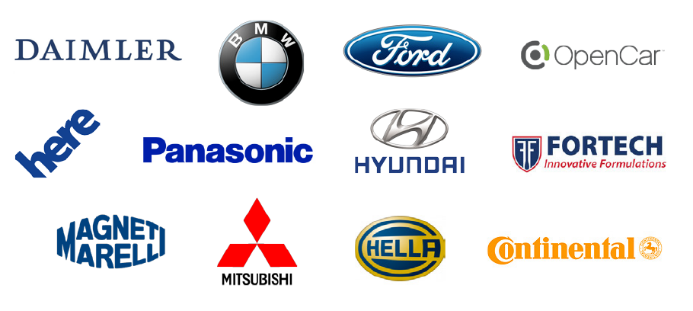 DAIMLER
BMW
Ford
OpenCar
here
Panasonic
HYUNDAI
FORTECH
Innovative Formulations
MAGNETI
MARELLI
MITSUBISHI
HELLA
Continental